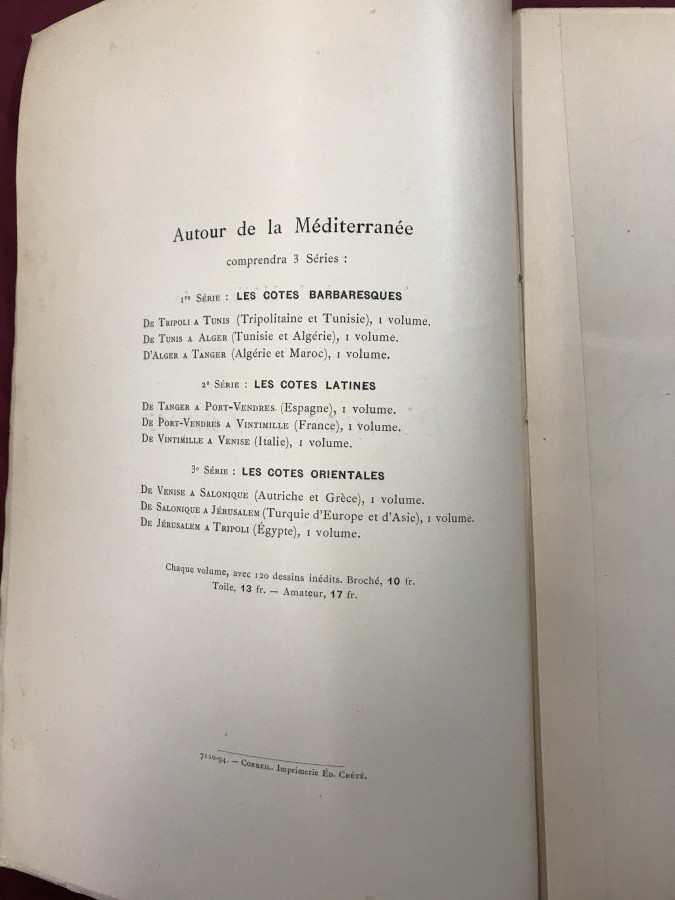 Autour de la Méditerranée
comprendra 3 Séries :
1re SÉRIE : LES COTES BARBARESQUES
DE TRIPOLI A TUNIS (Tripolitaine et Tunisie), 1 volume.
DE TUNIS A ALGER (Tunisie et Algérie), 1 volume.
D'ALGER A TANGER (Algérie et Maroc), 1 volume.
2e SÉRIE : LES COTES LATINES
DE TANGER A PORT-VENDRES (Espagne), 1 volume.
DE PORT-VENDRES A VINTIMILLE (France), 1 volume.
DE VINTIMILLE A VENISE (Italie), 1 volume.
3e SÉRIE : LES COTES ORIENTALES
DE VENISE A SALONIQUE (Autriche et Grèce), 1 volume.
DE SALONIQUE A JÉRUSALEM (Turquie d'Europe et d'Asie), 1 volume.
DE JÉRUSALEM A TRIPOLI (Égypte), 1 volume.
Chaque volume, avec 120 dessins inédits. Broché, 10 fr.
Toile, 13 fr. — Amateur, 17 fr.
— CORBEIL. Imprimerie ÉD. CRÉTÉ.